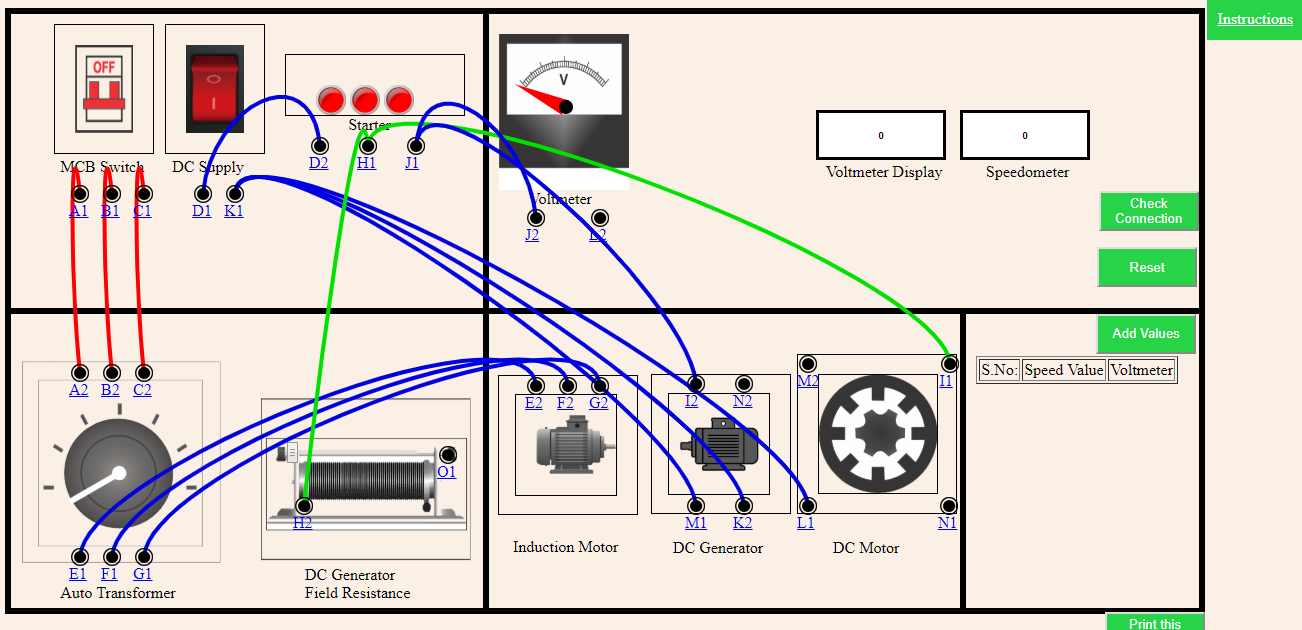 Instructions
OFF
V
Starter
MCB Switch
DC Supply
D2
H1
J1
A1
B1
C1
D1
K1
Voltmeter
J2
L2
0
0
Voltmeter Display
Speedometer
Check
Connection
Reset
Add Values
S.No:
Speed Value
Voltmeter
A2
B2
C2
E1
F1
G1
Auto Transformer
O1
H2
DC Generator
Field Resistance
E2
F2
G2
Induction Motor
I2
N2
M1
K2
DC Generator
M2
I1
L1
N1
DC Motor
Print this